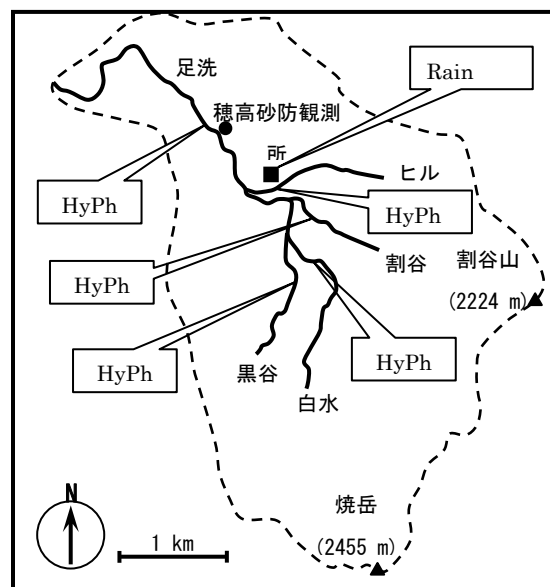 足洗
Rain
穂高砂防観測
所
ヒル
HyPh
HyPh
割谷
割谷山
(2224 m)
HyPh
HyPh
HyPh
黒谷
白水
焼岳
(2455 m)
N
1 km